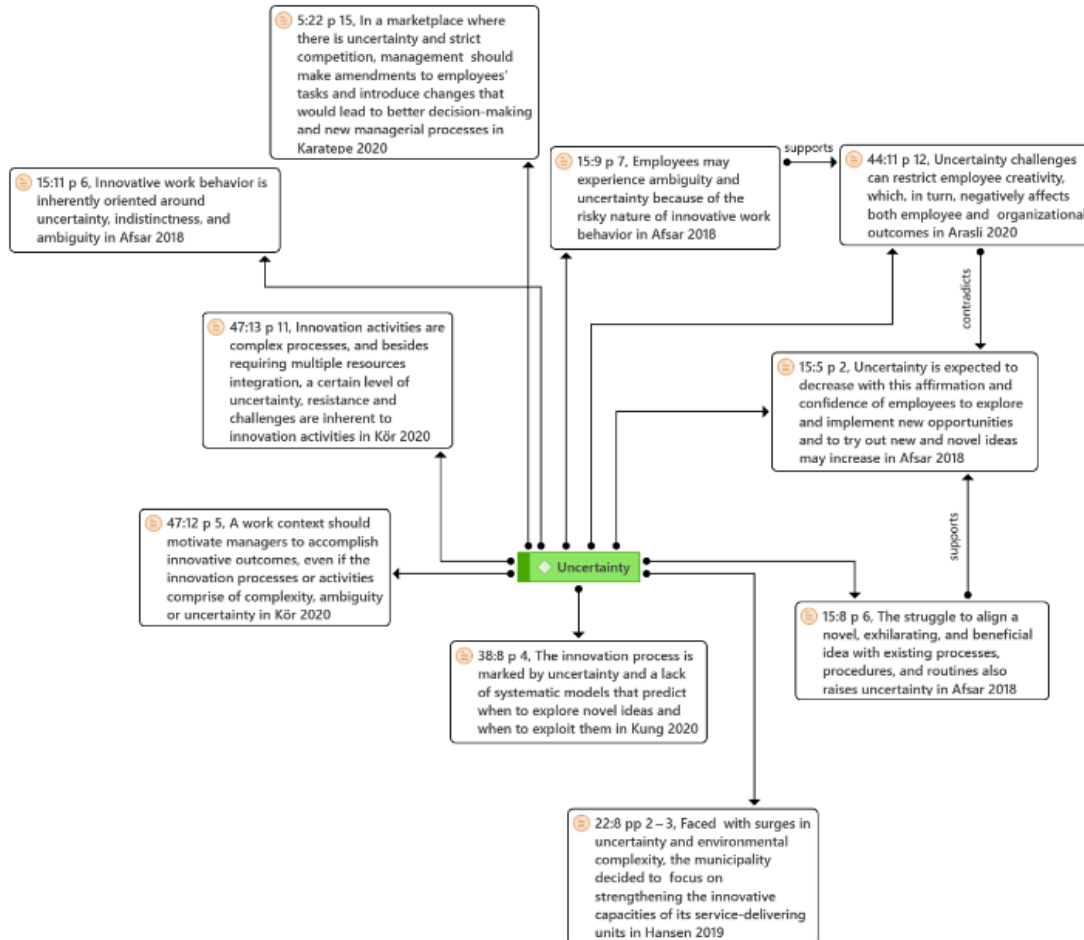 5:22 p 15, In a marketplace where
there is uncertainty and strict
competition, management should
make amendments to employees'
tasks and introduce changes that
would lead to better decision-making
and new managerial processes in
Karatepe 2020
15:11 p 6, Innovative work behavior is
inherently oriented around
uncertainty, indistinctness, and
ambiguity in Afsar 2018
15:9 p 7, Employees may
experience ambiguity and
uncertainty because of the
risky nature of innovative work
behavior in Afsar 2018
supports
44:11 p 12, Uncertainty challenges
can restrict employee creativity,
which, in turn, negatively affects
both employee and organizational
outcomes in Arasli 2020
contradicts
47:13 p 11, Innovation activities are
complex processes, and besides
requiring multiple resources
integration, a certain level of
uncertainty, resistance and
challenges are inherent to
innovation activities in Kör 2020
15:5 p 2, Uncertainty is expected to
decrease with this affirmation and
confidence of employees to explore
and implement new opportunities
and to try out new and novel ideas
may increase in Afsar 2018
supports
47:12 p 5, A work context should
motivate managers to accomplish
innovative outcomes, even if the
innovation processes or activities
comprise of complexity, ambiguity
or uncertainty in Kör 2020
Uncertainty
15:8 p 6, The struggle to align a
novel, exhilarating, and beneficial
idea with existing processes,
procedures, and routines also
raises uncertainty in Afsar 2018
38:8 p 4, The innovation process is
marked by uncertainty and a lack
of systematic models that predict
when to explore novel ideas and
when to exploit them in Kung 2020
22:8 pp 2 – 3, Faced with surges in
uncertainty and environmental
complexity, the municipality
decided to focus on
strengthening the innovative
capacities of its service-delivering
units in Hansen 2019